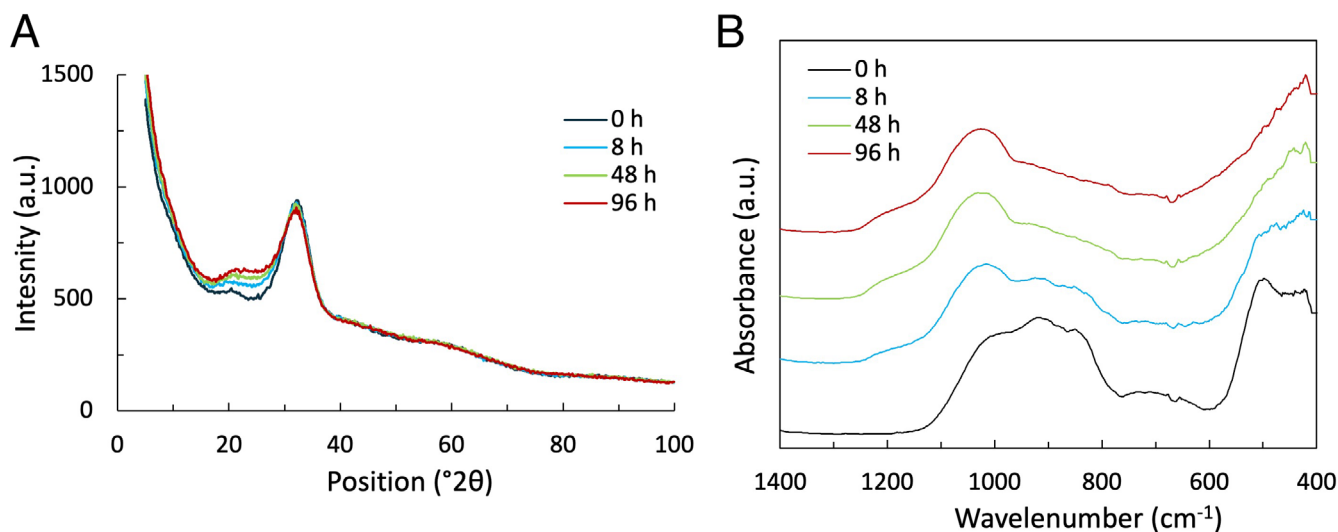 A
Intesnity (a.u.)
1500
1000
500
0
0 h
8 h
48 h
96 h
0 20 40 60 80 100
Position (°2θ)
B
Absorbance (a.u.)
0 h
8 h
48 h
96 h
1400 1200 1000 800 600 400
Wavelenumber (cm⁻¹)